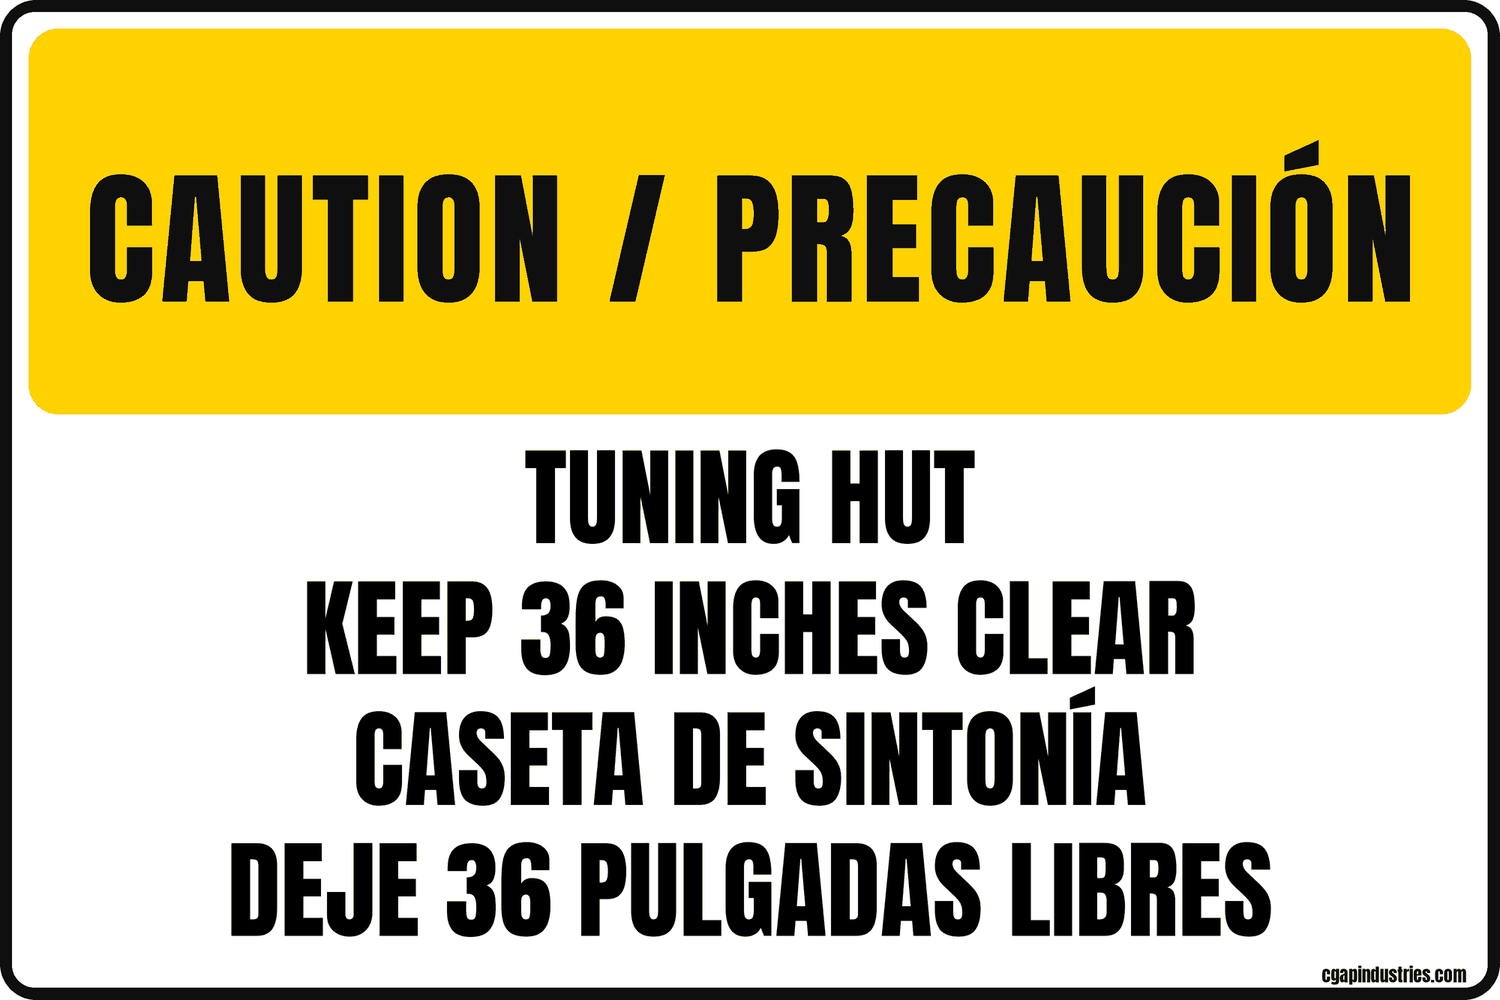 CAUTION / PRECAUCIÓN
TUNING HUT
KEEP 36 INCHES CLEAR
CASETA DE SINTONÍA
DEJE 36 PULGADAS LIBRES
cgapindustries.com